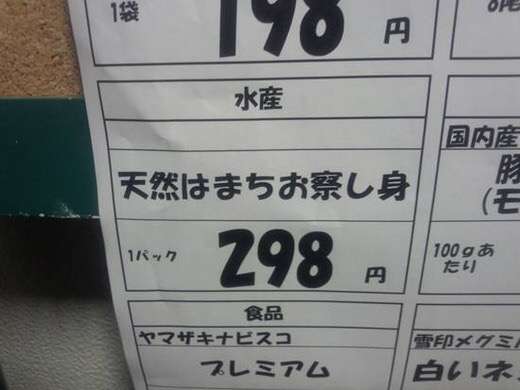 1袋
198 円
水産
天然はまちお察し身
1パック 298 円
食品
ヤマザキナビスコ
プレミアム
国内産
豚
(モ
100gあ
たり
雪印メグミル
白いネ